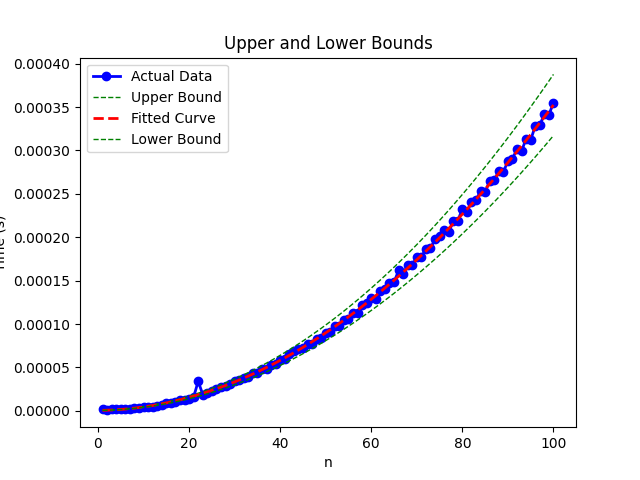 Upper and Lower Bounds
Actual Data
Upper Bound
Fitted Curve
Lower Bound
0.00040
0.00035
0.00030
0.00025
0.00020
0.00015
0.00010
0.00005
0.00000
0 20 40 60 80 100
n